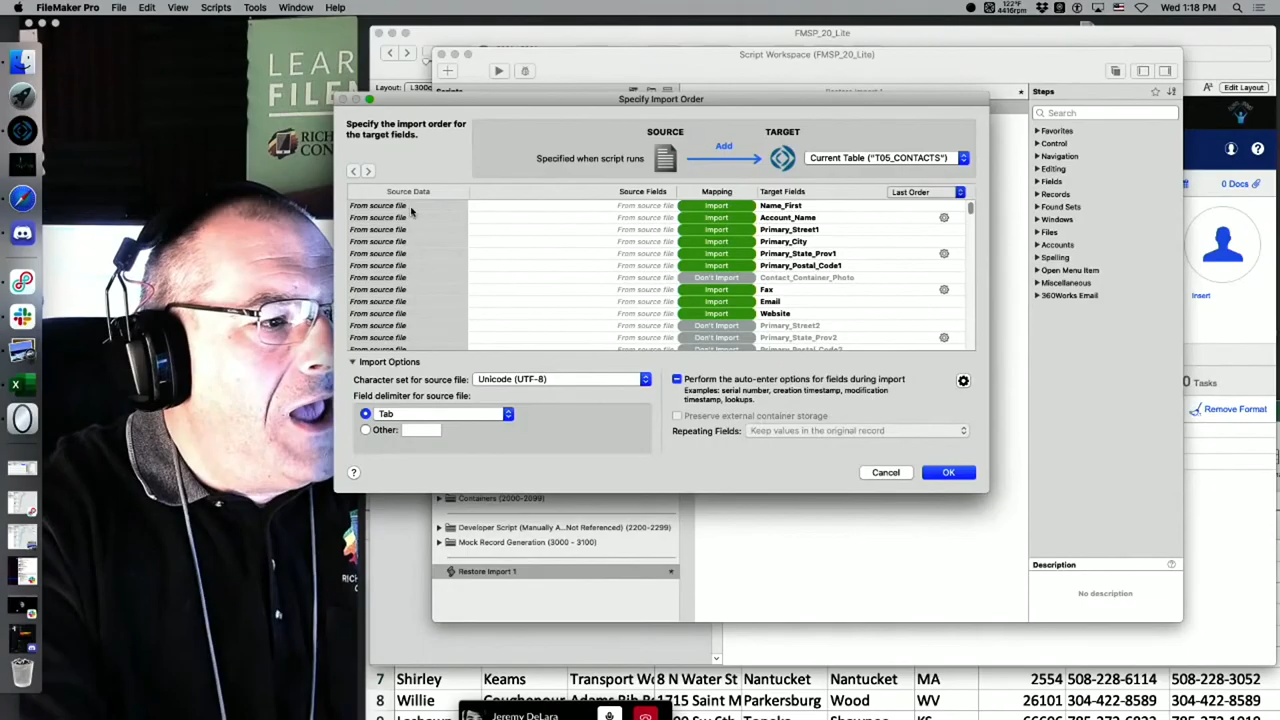 FileMaker Pro File Edit View Scripts Tools Window Help
122°F
4416rpm
Wed 1:18 PM
FMSP_20_Lite
Script Workspace (FMSP_20_Lite)
LEAR
FILEM
RICH
CON
Layout:
Edit Layout
Specify Import Order
Specify the import order for
the target fields.
SOURCE
TARGET
Specified when script runs
Add
Current Table ("T05_CONTACTS")
Source Data Source Fields Mapping Target Fields Last Order
From source file From source file Import Name_First
From source file From source file Import Account_Name
From source file From source file Import Primary_Street1
From source file From source file Import Primary_City
From source file From source file Import Primary_State_Prov1
From source file From source file Import Primary_Postal_Code1
From source file From source file Don't Import Contact_Container_Photo
From source file From source file Import Fax
From source file From source file Import Email
From source file From source file Import Website
From source file From source file Don't Import Primary_Street2
From source file From source file Don't Import Primary_State_Prov2
Import Options
Character set for source file: Unicode (UTF-8)
Field delimiter for source file:
Tab
Other:
Perform the auto-enter options for fields during import
Examples: serial number, creation timestamp, modification
timestamp, lookups.
Preserve external container storage
Repeating Fields: Keep values in the original record
?
Cancel
OK
Steps
Search
Favorites
Control
Navigation
Editing
Fields
Records
Found Sets
Windows
Files
Accounts
Spelling
Open Menu Item
Miscellaneous
360Works Email
Description
No description
0 Docs
Insert
0 Tasks
Remove Format
Containers (2000-2099)
Developer Script (Manually A...Not Referenced) (2200-2299)
Mock Record Generation (3000 - 3100)
Restore Import 1
7 Shirley Keams Transport Wo 8 N Water St Nantucket Nantucket MA 2554 508-228-6114 508-228-3052
8 Willie 1715 Saint M Parkersburg Wood WV 26101 304-422-8589 304-422-8589
Jeremy DeLara